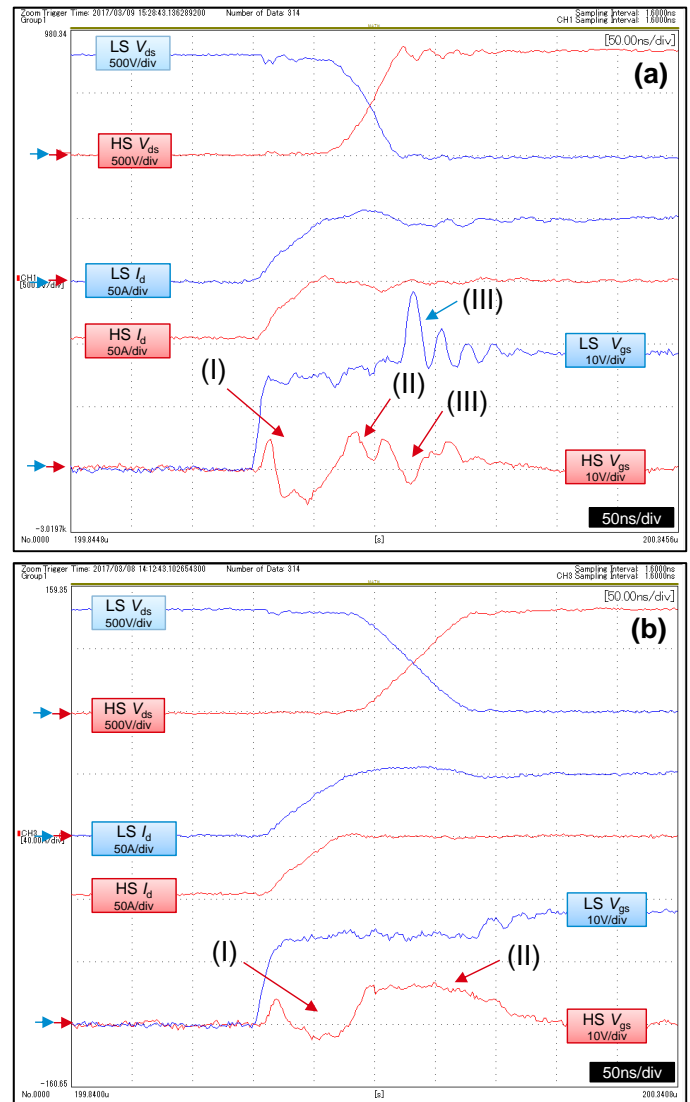 Zoom Trigger Time: 2017/03/09 15:28:43.136289200 Number of Data: 314 Sampling Interval: 1.6000ns
Group1 CH1 Sampling Interval: 1.6000ns
MATH
980.34 [50.00ns/div]
LS Vds
500V/div
(a)
HS Vds
500V/div
LS Id
50A/div
CH1
HS Id
50A/div
(III)
LS Vgs
10V/div
(I)
(II)
(III)
HS Vgs
10V/div
50ns/div
-3.0197k
No.0000 199.8448u [s] 200.3456u
Zoom Trigger Time: 2017/03/08 14:12:43.102654300 Number of Data: 314 Sampling Interval: 1.6000ns
Group1 CH3 Sampling Interval: 1.6000ns
MATH
159.35 [50.00ns/div]
LS Vds
500V/div
(b)
HS Vds
500V/div
LS Id
50A/div
CH3
HS Id
50A/div
LS Vgs
10V/div
(I)
(II)
HS Vgs
10V/div
50ns/div
-160.65
No.0000 199.8400u [s] 200.3408u